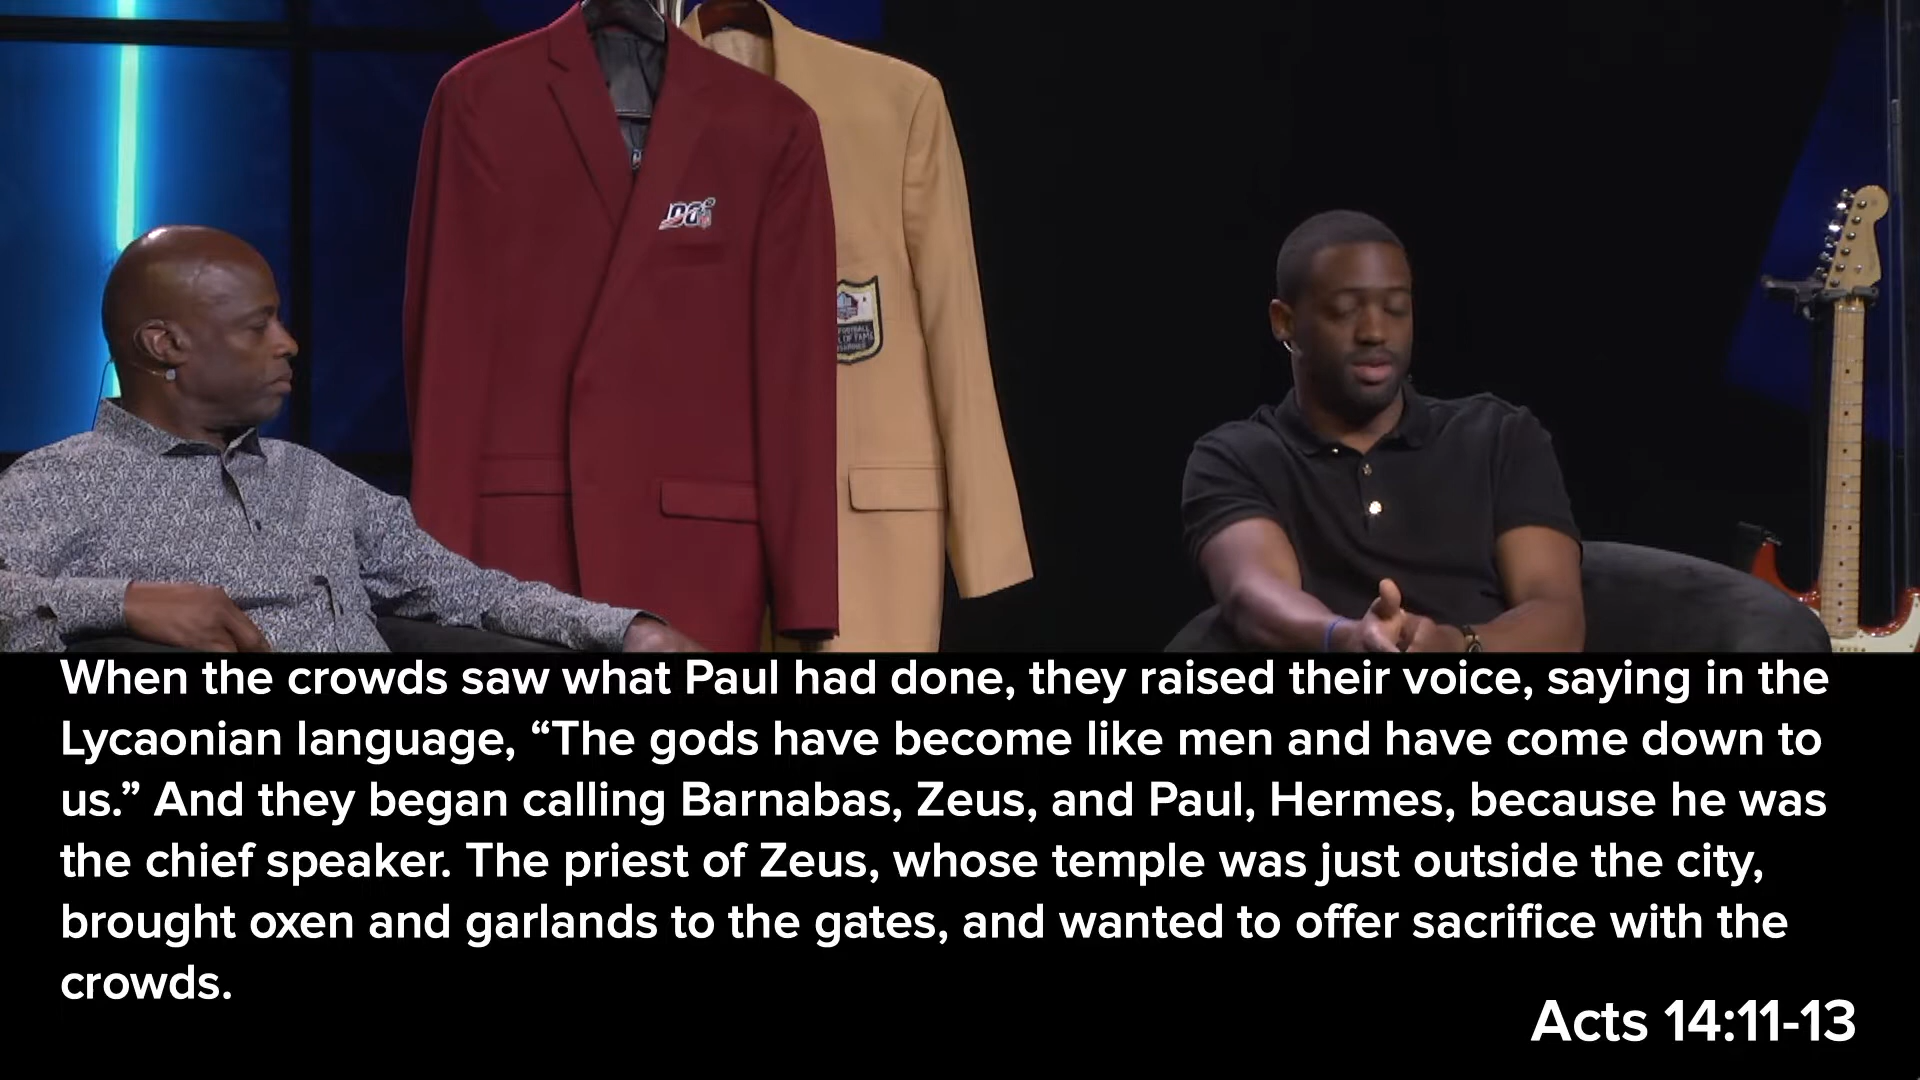 100
FOOTBALL
When the crowds saw what Paul had done, they raised their voice, saying in the
Lycaonian language, “The gods have become like men and have come down to
us.” And they began calling Barnabas, Zeus, and Paul, Hermes, because he was
the chief speaker. The priest of Zeus, whose temple was just outside the city,
brought oxen and garlands to the gates, and wanted to offer sacrifice with the
crowds.
Acts 14:11-13